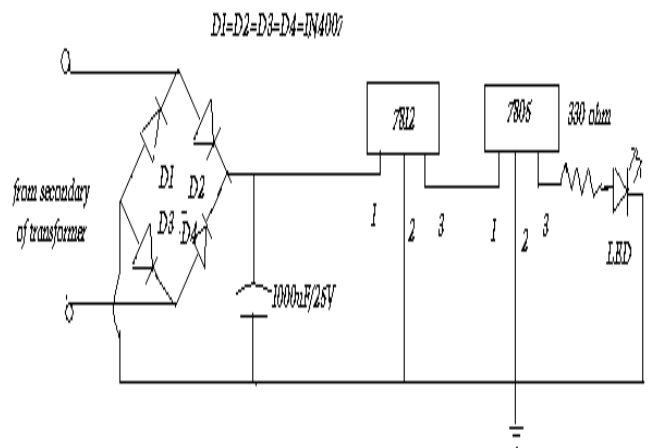 D1=D2=D3=D4=IN4007
7812
7805
330 ohm
from secondary
of transformer
D1
D2
D3
D4
1
2
3
1
2
3
LED
1000uF/25V